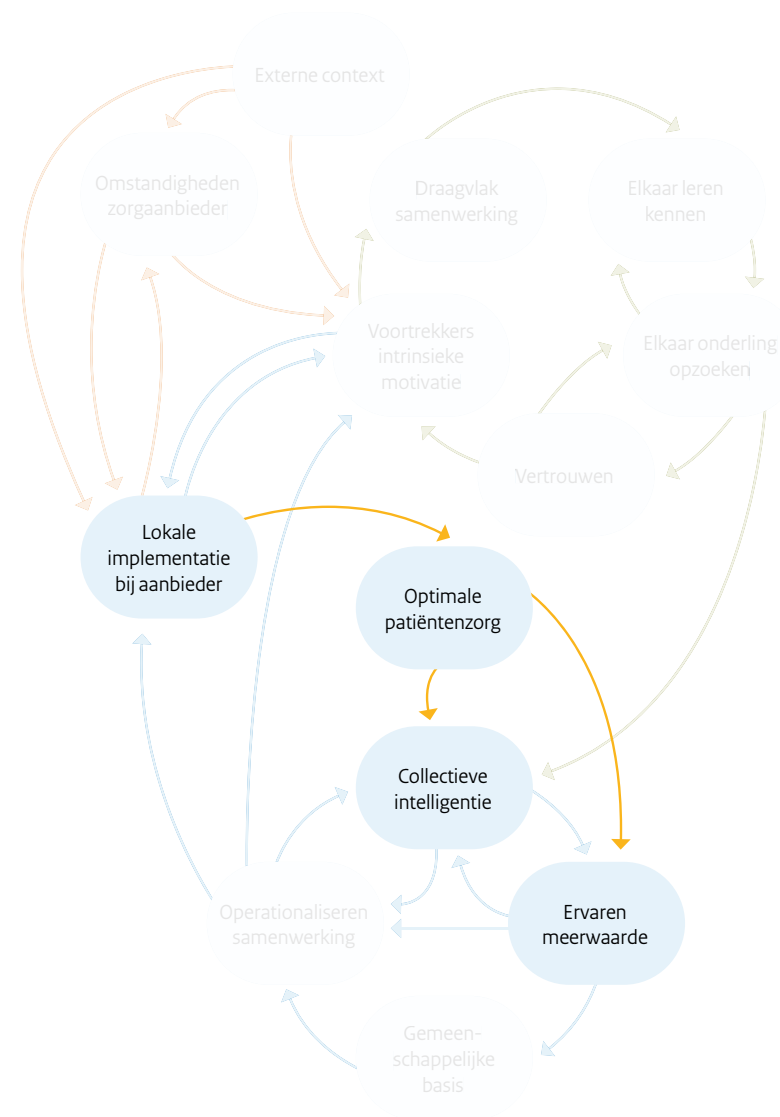 Externe context
Omstandigheden
zorgaanbieder
Draagvlak
samenwerking
Elkaar leren
kennen
Voortrekkers
intrinsieke
motivatie
Elkaar onderling
opzoeken
Vertrouwen
Lokale
implementatie
bij aanbieder
Optimale
patiëntenzorg
Collectieve
intelligentie
Operationaliseren
samenwerking
Ervaren
meerwaarde
Gemeen-
schappelijke
basis